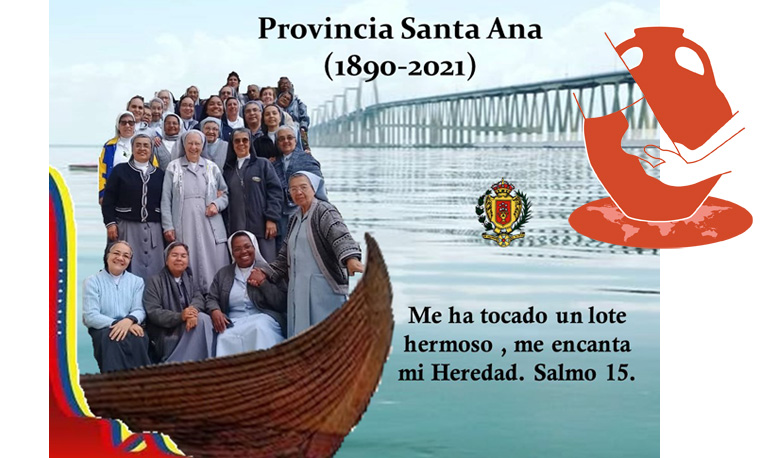 Provincia Santa Ana
(1890-2021)
Me ha tocado un lote
hermoso , me encanta
mi Heredad. Salmo 15.